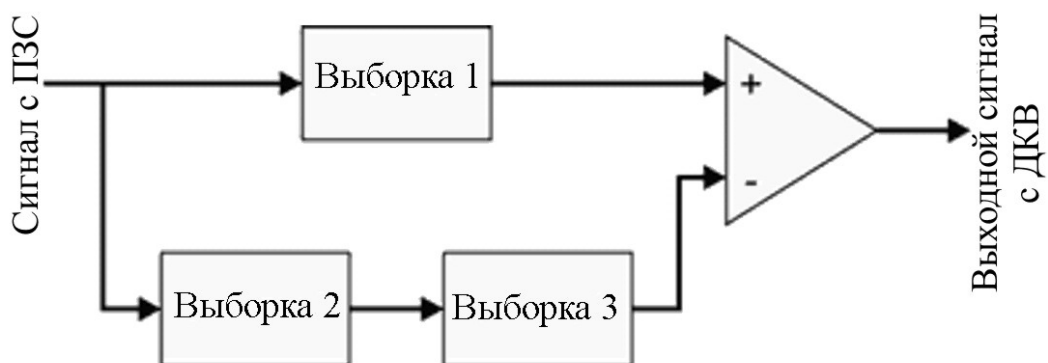 Сигнал с ПЗС
Выборка 1
+
-
Выборка 2
Выборка 3
Выходной сигнал
с ДКВ